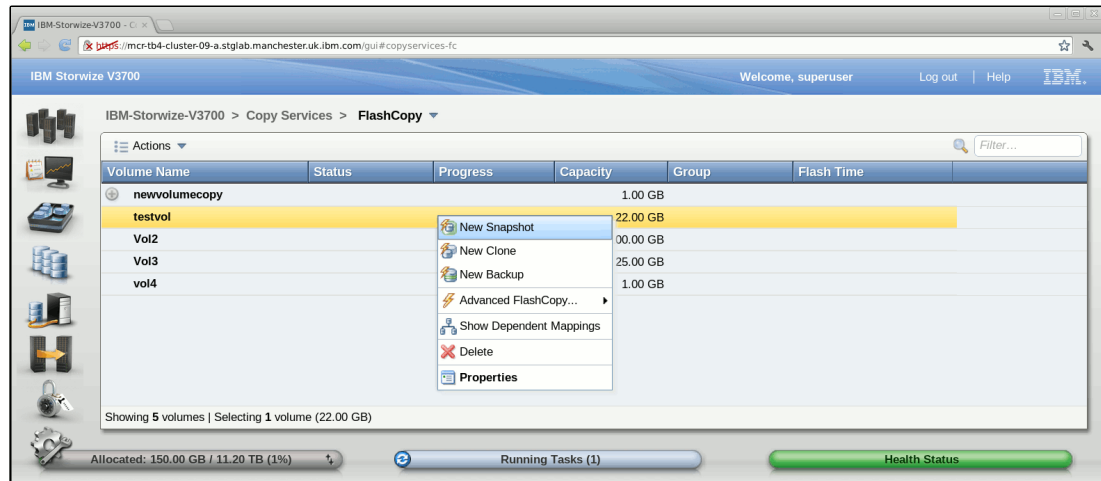 IBM-Storwize-V3700 - C
https://mcr-tb4-cluster-09-a.stglab.manchester.uk.ibm.com/gui#copyservices-fc
IBM Storwize V3700 Welcome, superuser Log out | Help IBM.
IBM-Storwize-V3700 > Copy Services > FlashCopy
Actions Filter...
Volume Name Status Progress Capacity Group Flash Time
newvolumecopy 1.00 GB
testvol 22.00 GB
Vol2 00.00 GB
Vol3 25.00 GB
vol4 1.00 GB
New Snapshot
New Clone
New Backup
Advanced FlashCopy...
Show Dependent Mappings
Delete
Properties
Showing 5 volumes | Selecting 1 volume (22.00 GB)
Allocated: 150.00 GB / 11.20 TB (1%) Running Tasks (1) Health Status